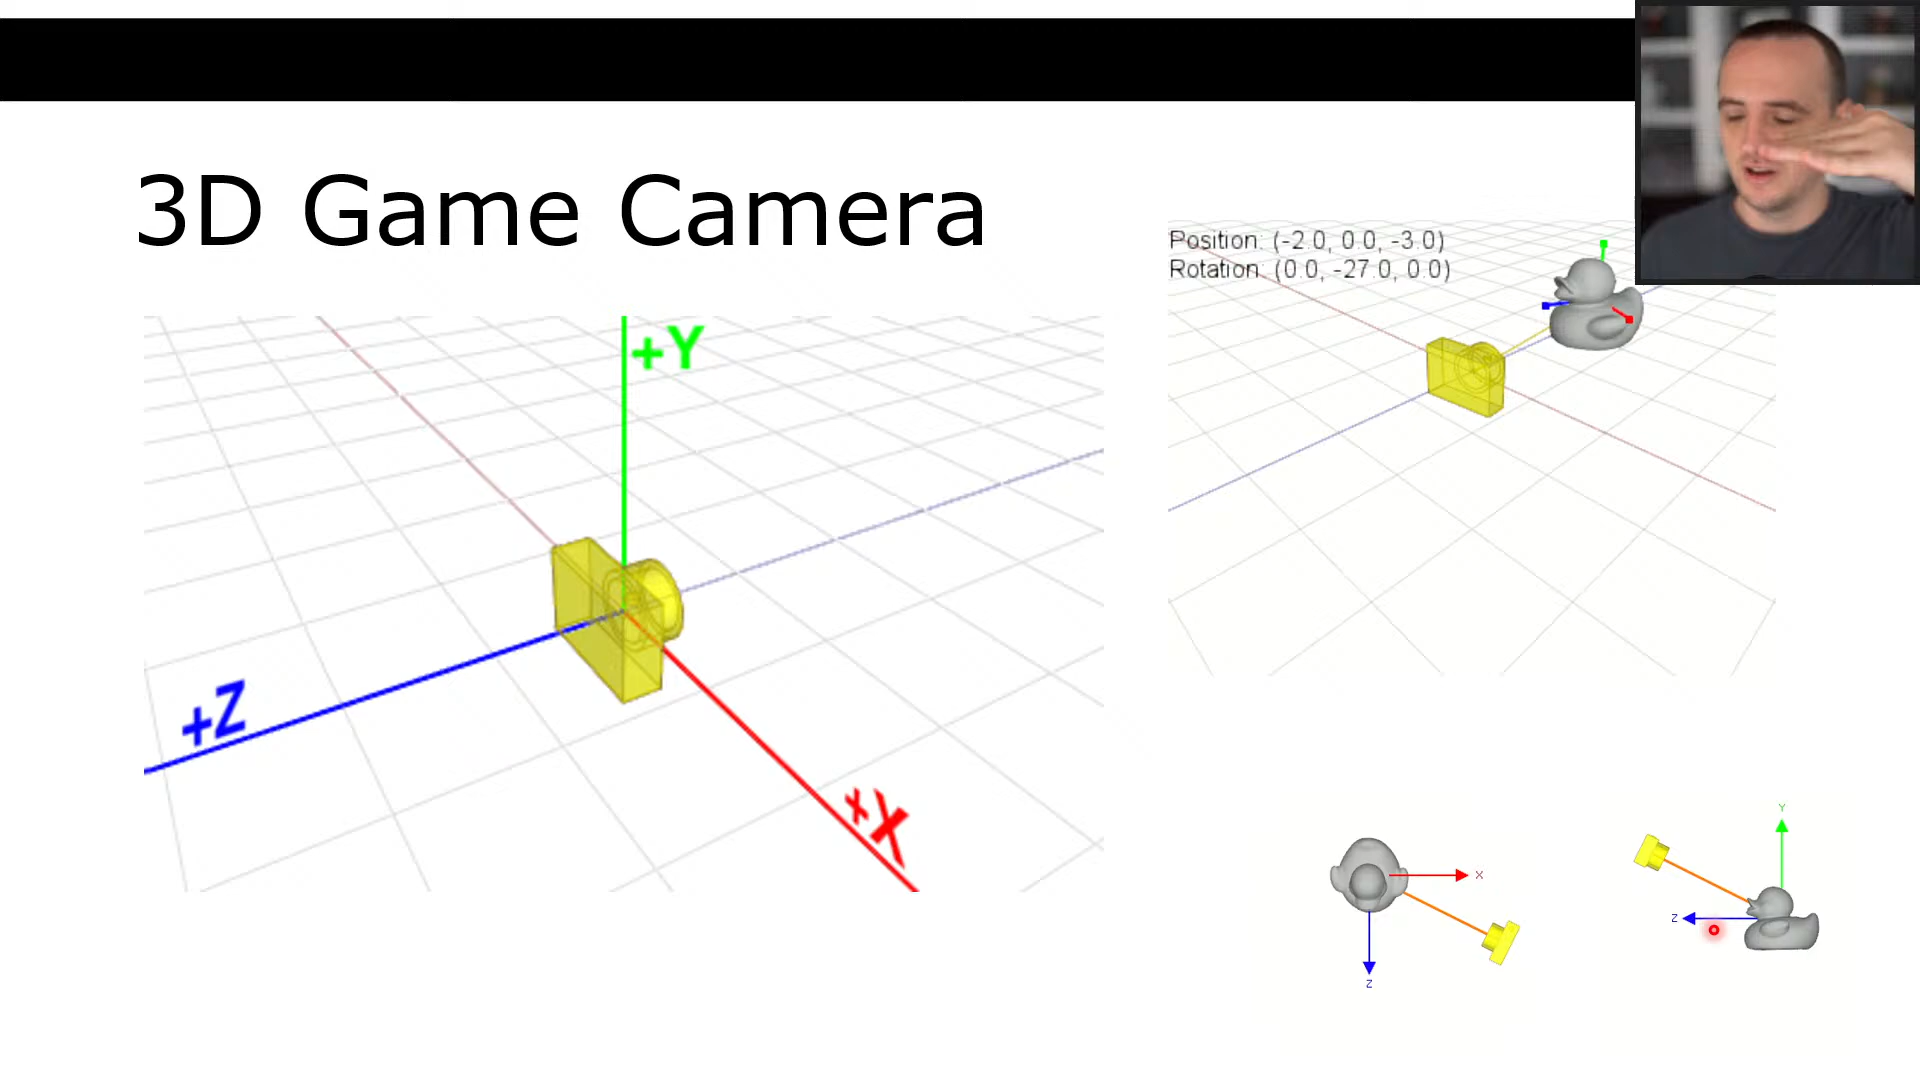 3D Game Camera
Position: (-2.0, 0.0, -3.0)
Rotation: (0.0, -27.0, 0.0)
+Y
+Z
+X
Y
X
Z
Z